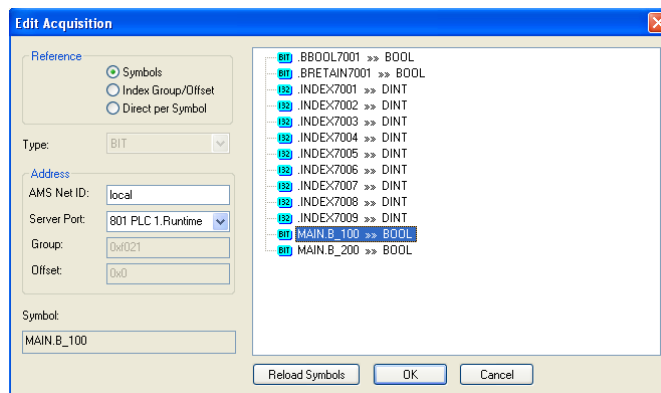 Edit Acquisition
Reference
Symbols
Index Group/Offset
Direct per Symbol
Type:
BIT
Address
AMS Net ID:
local
Server Port:
801 PLC 1.Runtime
Group:
0xf021
Offset:
0x0
Symbol:
MAIN.B_100
BIT .BBOOL7001 »» BOOL
BIT .BRETAIN7001 »» BOOL
I32 .INDEX7001 »» DINT
I32 .INDEX7002 »» DINT
I32 .INDEX7003 »» DINT
I32 .INDEX7004 »» DINT
I32 .INDEX7005 »» DINT
I32 .INDEX7006 »» DINT
I32 .INDEX7007 »» DINT
I32 .INDEX7008 »» DINT
I32 .INDEX7009 »» DINT
BIT MAIN.B_100 »» BOOL
BIT MAIN.B_200 »» BOOL
Reload Symbols
OK
Cancel